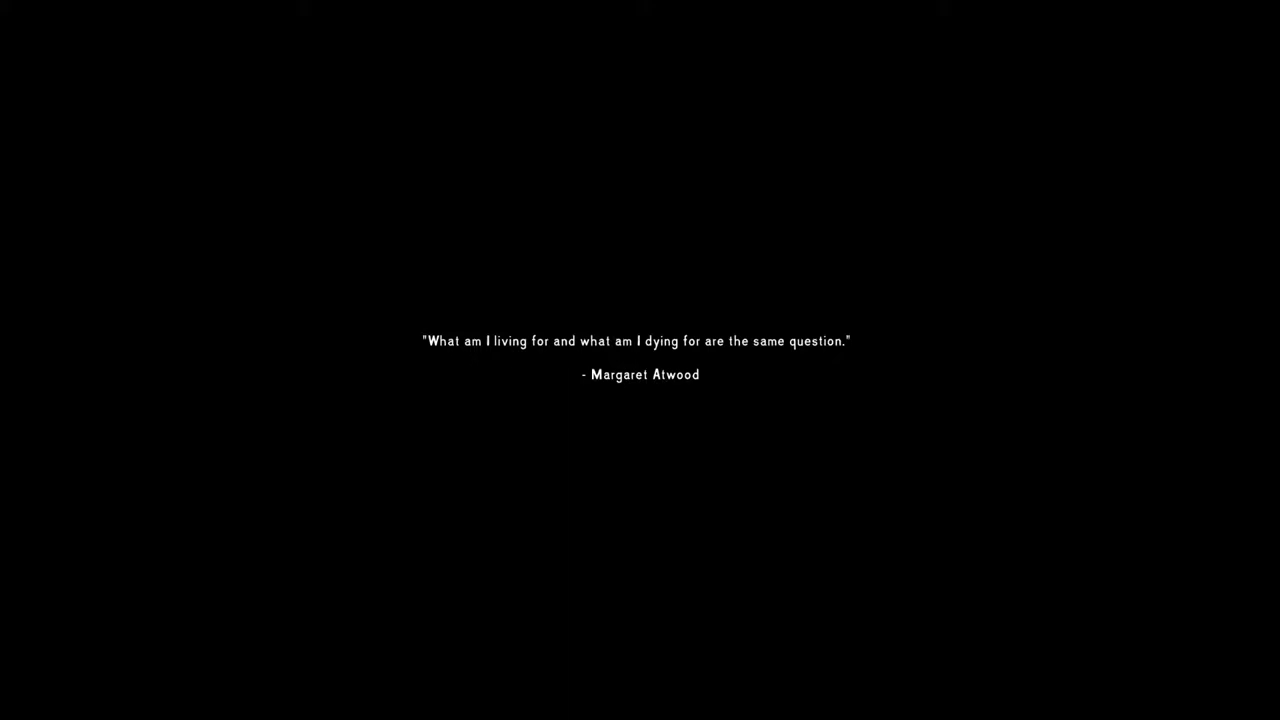 "What am I living for and what am I dying for are the same question."
- Margaret Atwood